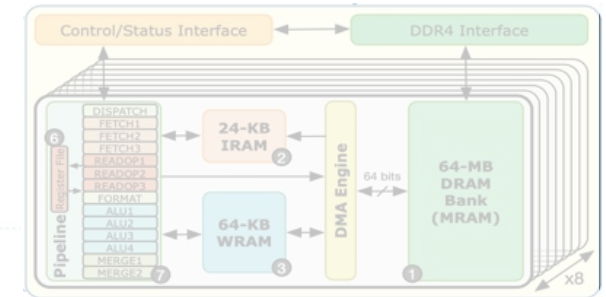 Control/Status Interface
DDR4 Interface
DISPATCH
FETCH1
FETCH2
FETCH3
READOP1
READOP2
READOP3
FORMAT
ALU1
ALU2
ALU3
ALU4
MERGE1
MERGE2
6
Register File
Pipeline
7
24-KB
IRAM
2
64-KB
WRAM
3
DMA Engine
64 bits
64-MB
DRAM
Bank
(MRAM)
1
x8